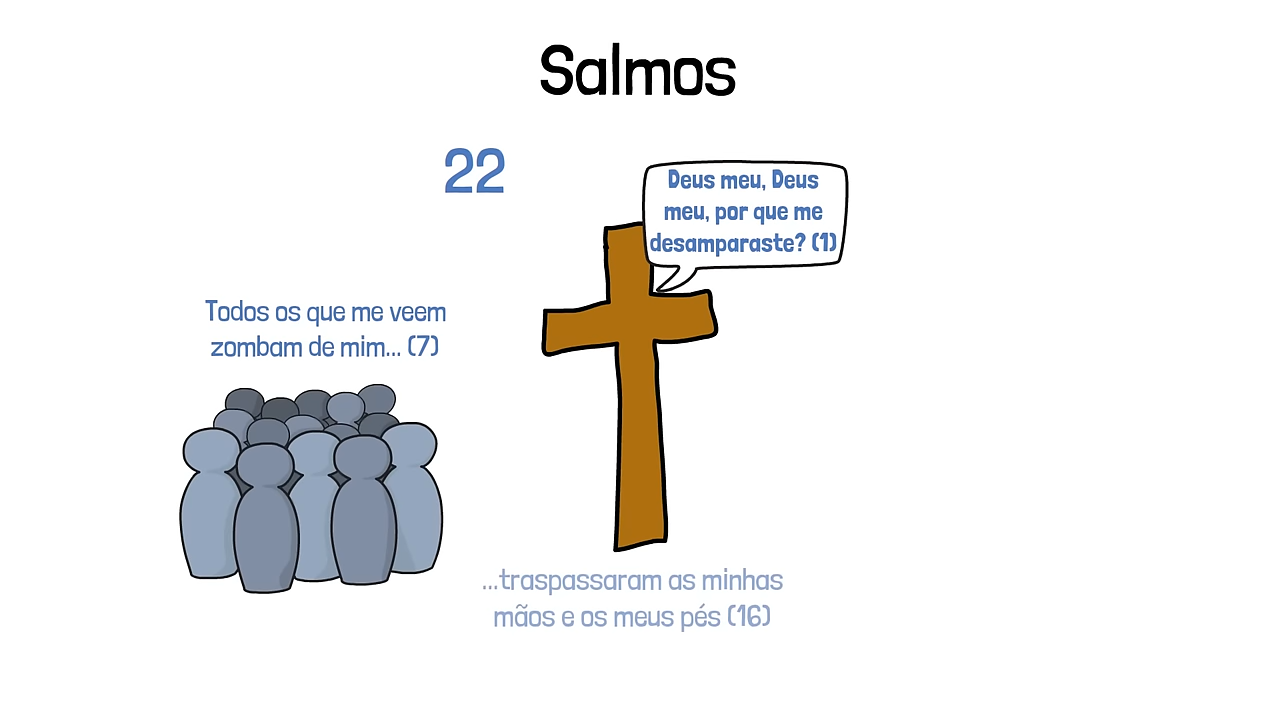 Salmos
22
Deus meu, Deus
meu, por que me
desamparaste? (1)
Todos os que me veem
zombam de mim... (7)
...traspassaram as minhas
mãos e os meus pés (16)